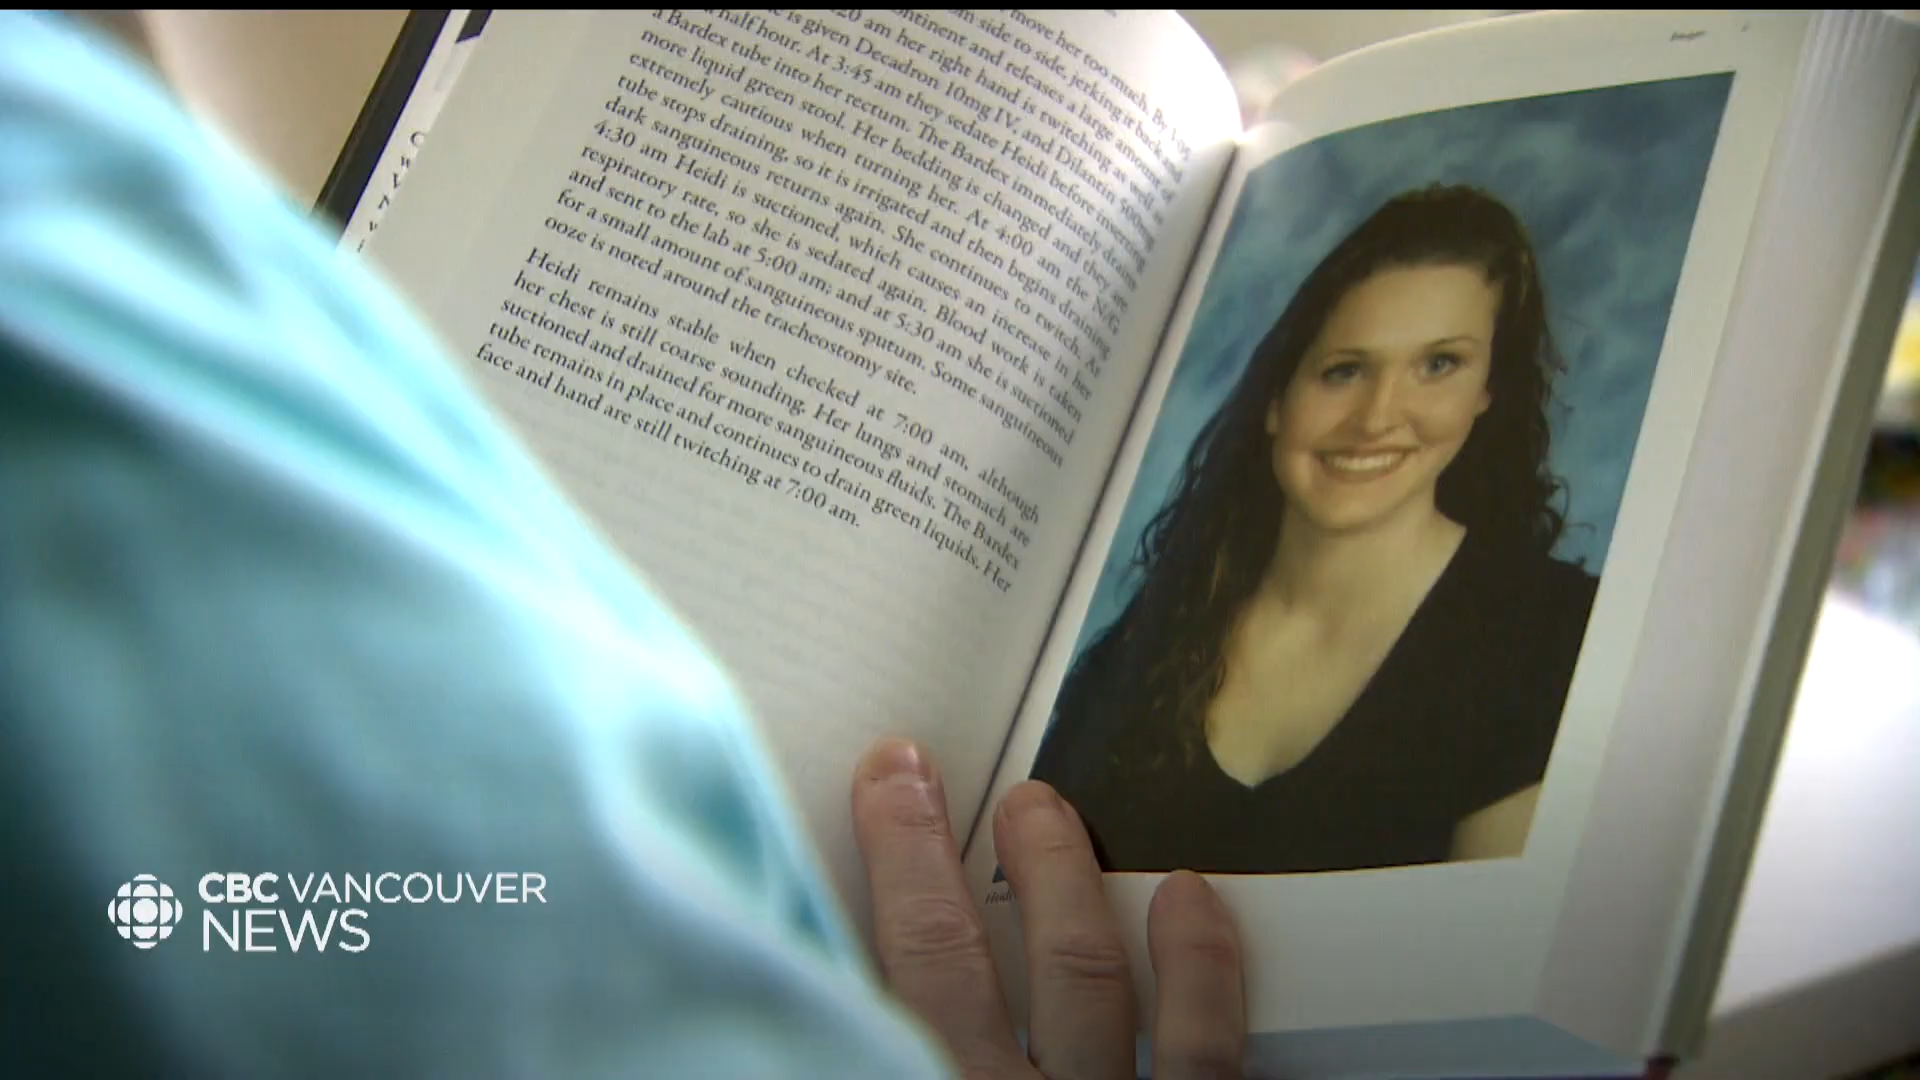 move her too much. By 1:05
m side to side, jerking it back and
20 am her right hand is twitching as well as
ontinent and releases a large amount of
is given Decadron 10mg IV, and Dilantin 500mg
half hour. At 3:45 am they sedate Heidi before inserting
a Bardex tube into her rectum. The Bardex immediately drains
more liquid green stool. Her bedding is changed and they are
extremely cautious when turning her. At 4:00 am the N/G
tube stops draining, so it is irrigated and then begins draining
dark sanguineous returns again. She continues to twitch. At
4:30 am Heidi is suctioned, which causes an increase in her
respiratory rate, so she is sedated again. Blood work is taken
and sent to the lab at 5:00 am; and at 5:30 am she is suctioned
for a small amount of sanguineous sputum. Some sanguineous
ooze is noted around the tracheostomy site.
Heidi remains stable when checked at 7:00 am, although
her chest is still coarse sounding. Her lungs and stomach are
suctioned and drained for more sanguineous fluids. The Bardex
tube remains in place and continues to drain green liquids. Her
face and hand are still twitching at 7:00 am.
Heidi
CBC VANCOUVER
NEWS